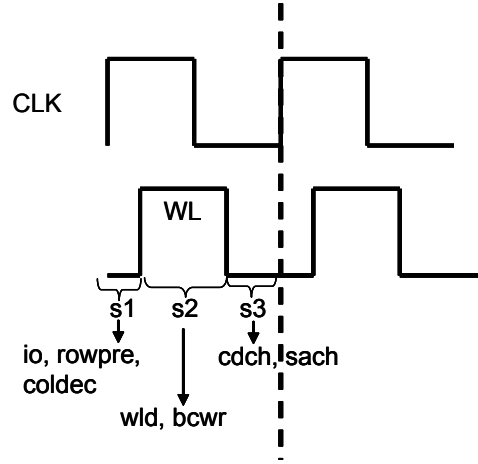 CLK
WL
s1
s2
s3
io, rowpre,
coldec
cdch, sach
wld, bcwr